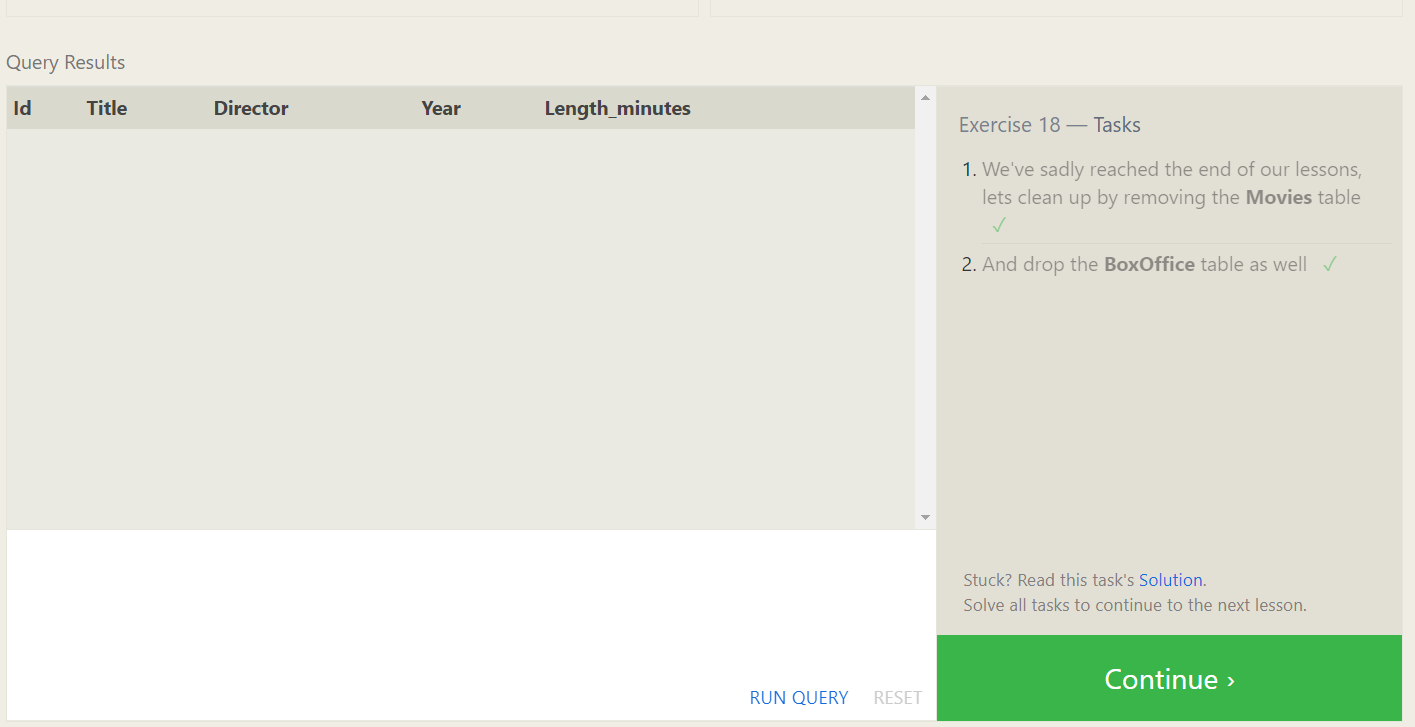 Query Results
Id Title Director Year Length_minutes
Exercise 18 — Tasks
1. We've sadly reached the end of our lessons,
lets clean up by removing the Movies table
✓
2. And drop the BoxOffice table as well ✓
Stuck? Read this task's Solution.
Solve all tasks to continue to the next lesson.
RUN QUERY RESET
Continue ›